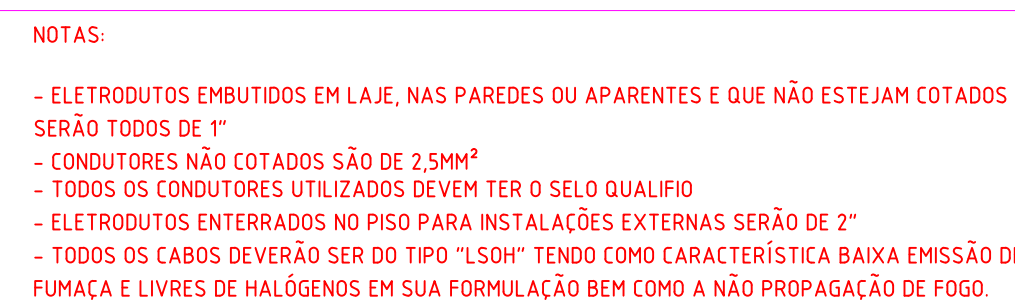 NOTAS:
- ELETRODUTOS EMBUTIDOS EM LAJE, NAS PAREDES OU APARENTES E QUE NÃO ESTEJAM COTADOS
SERÃO TODOS DE 1"
- CONDUTORES NÃO COTADOS SÃO DE 2,5MM²
- TODOS OS CONDUTORES UTILIZADOS DEVEM TER O SELO QUALIFIO
- ELETRODUTOS ENTERRADOS NO PISO PARA INSTALAÇÕES EXTERNAS SERÃO DE 2"
- TODOS OS CABOS DEVERÃO SER DO TIPO "LSOH" TENDO COMO CARACTERÍSTICA BAIXA EMISSÃO DE
FUMAÇA E LIVRES DE HALÓGENOS EM SUA FORMULAÇÃO BEM COMO A NÃO PROPAGAÇÃO DE FOGO.